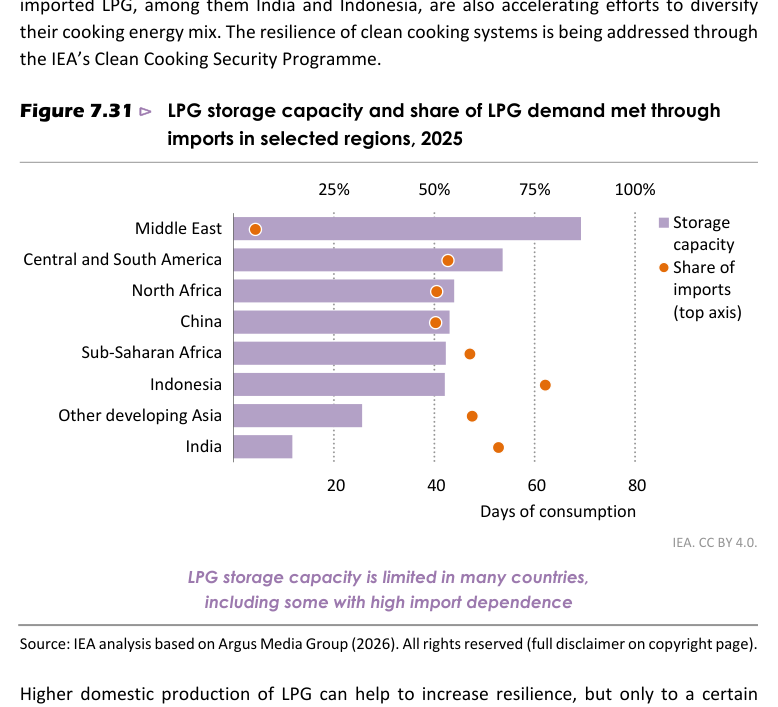 imported LPG, among them India and Indonesia, are also accelerating efforts to diversify
their cooking energy mix. The resilience of clean cooking systems is being addressed through
the IEA's Clean Cooking Security Programme.
Figure 7.31 ▻ LPG storage capacity and share of LPG demand met through
imports in selected regions, 2025
25% 50% 75% 100%
Middle East
Central and South America
North Africa
China
Sub-Saharan Africa
Indonesia
Other developing Asia
India
20 40 60 80
Days of consumption
Storage
capacity
Share of
imports
(top axis)
IEA. CC BY 4.0.
LPG storage capacity is limited in many countries,
including some with high import dependence
Source: IEA analysis based on Argus Media Group (2026). All rights reserved (full disclaimer on copyright page).
Higher domestic production of LPG can help to increase resilience, but only to a certain